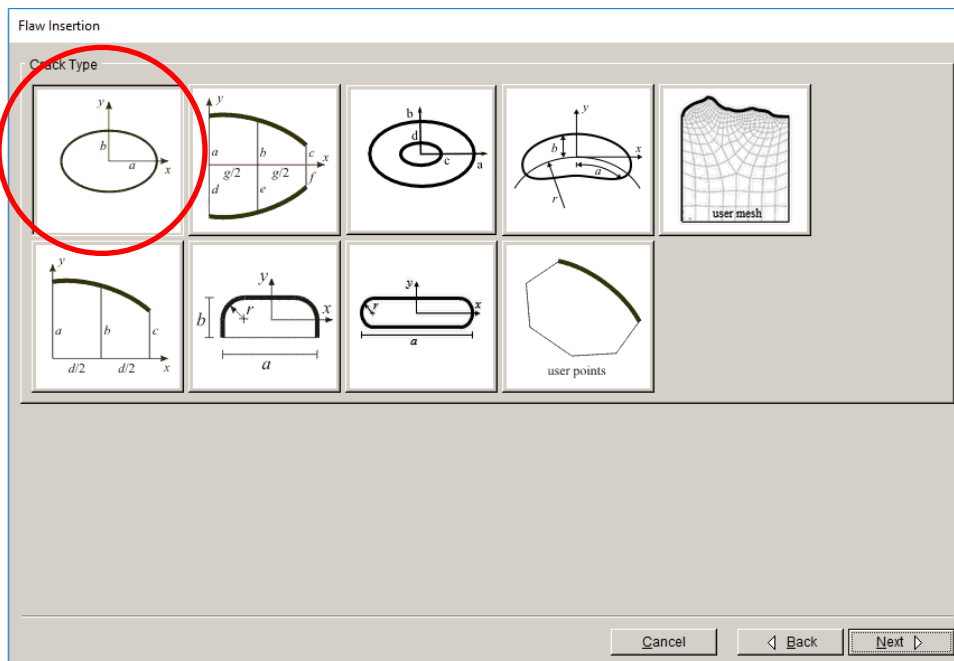 Flaw Insertion
Crack Type
y
b
a
x
y
a
b
c
x
g/2
g/2
f
d
e
b
d
c
a
y
b
x
a
r
user mesh
y
a
b
c
d/2
d/2
x
y
b
r
x
a
y
r
x
a
user points
Cancel
Back
Next